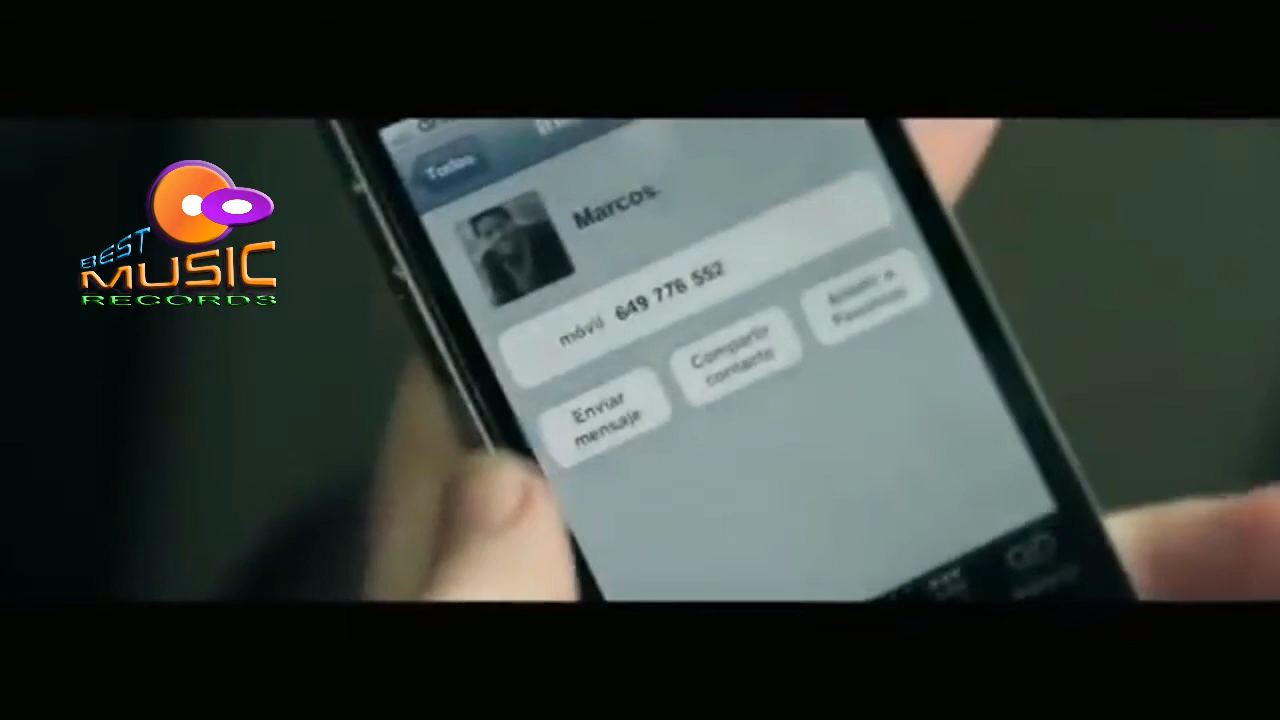 BEST
MUSIC
RECORDS
Todos
Marcos.
móvil 649 776 552
Enviar
mensaje
Compartir
contacto
Añadir a
Favoritos